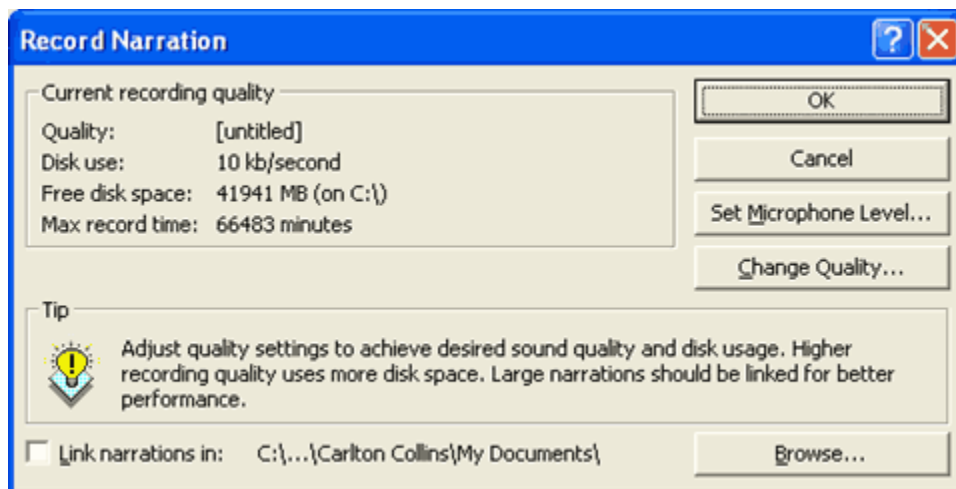 Record Narration
Current recording quality
Quality: [untitled]
Disk use: 10 kb/second
Free disk space: 41941 MB (on C:\)
Max record time: 66483 minutes
OK
Cancel
Set Microphone Level...
Change Quality...
Tip
Adjust quality settings to achieve desired sound quality and disk usage. Higher
recording quality uses more disk space. Large narrations should be linked for better
performance.
Link narrations in: C:\...\Carlton Collins\My Documents\
Browse...